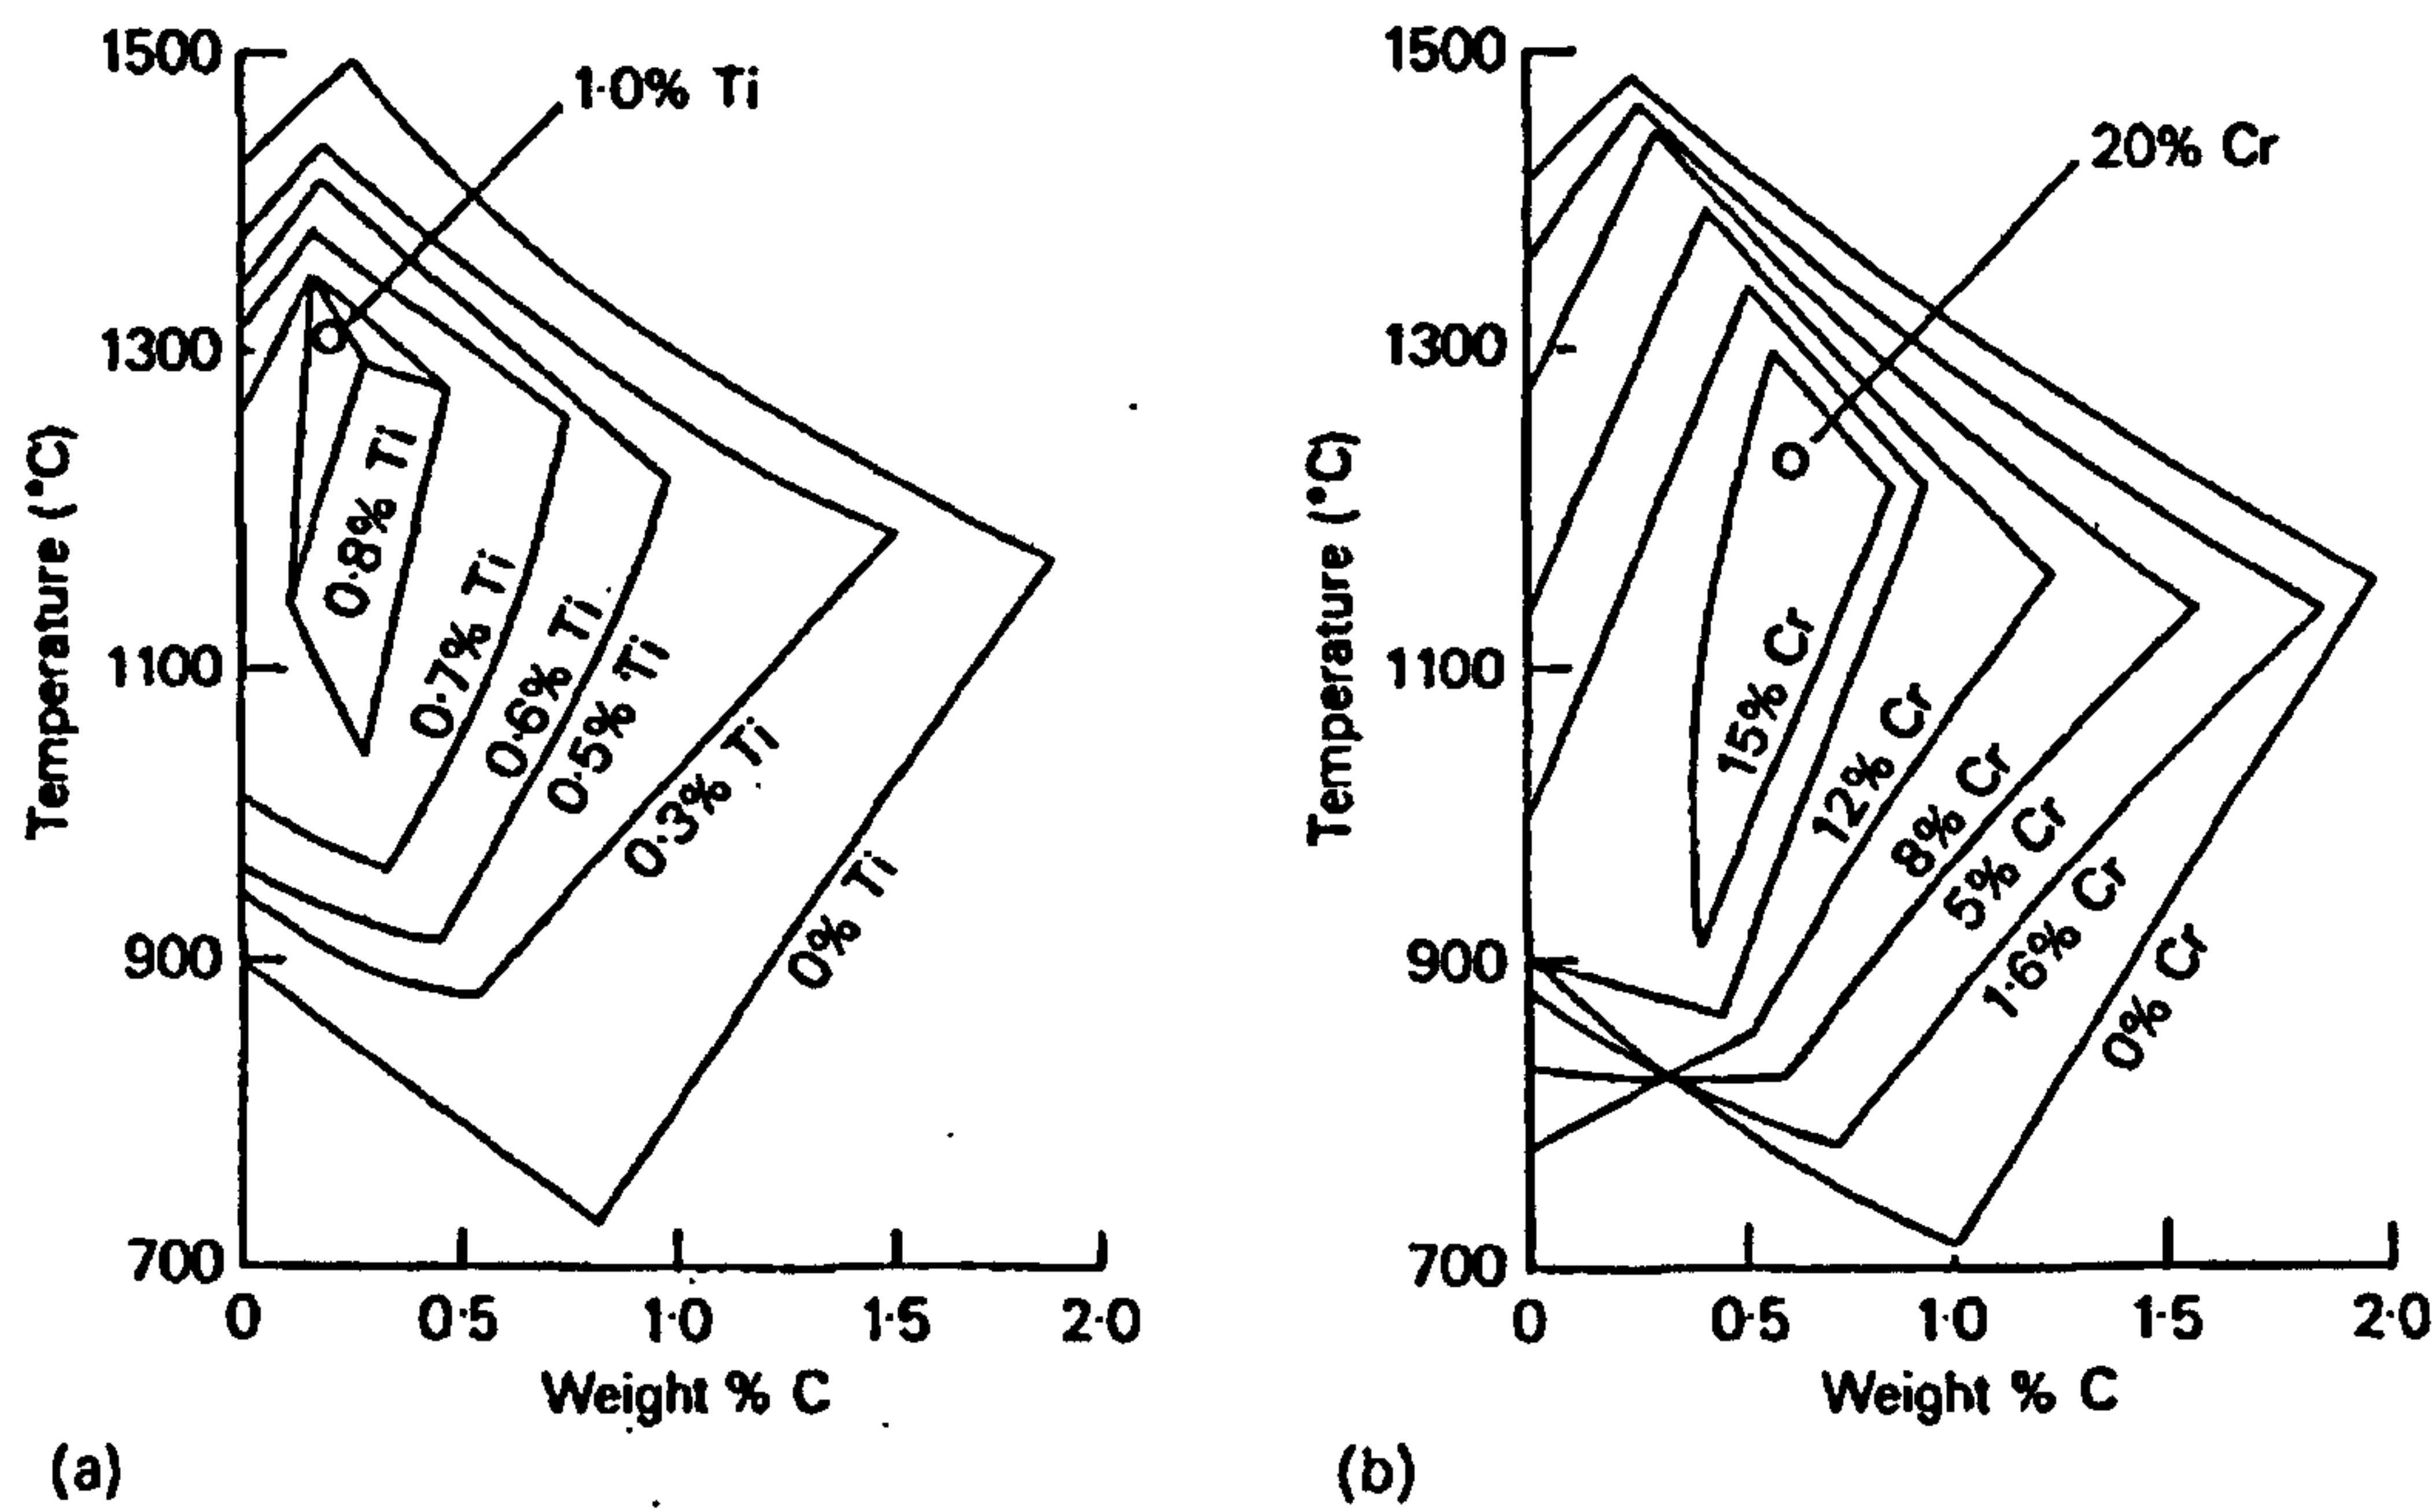 1500
1300
1100
900
700
Temperature (°C)
0 0·5 1·0 1·5 2·0
Weight % C
1·0% Ti
0·8% Ti
0·7% Ti
0·6% Ti
0·5% Ti
0·3% Ti
0% Ti
(a)
1500
1300
1100
900
700
Temperature (°C)
0 0·5 1·0 1·5 2·0
Weight % C
20% Cr
15% Cr
12% Cr
8% Cr
5% Cr
1·6% Cr
0% Cr
(b)